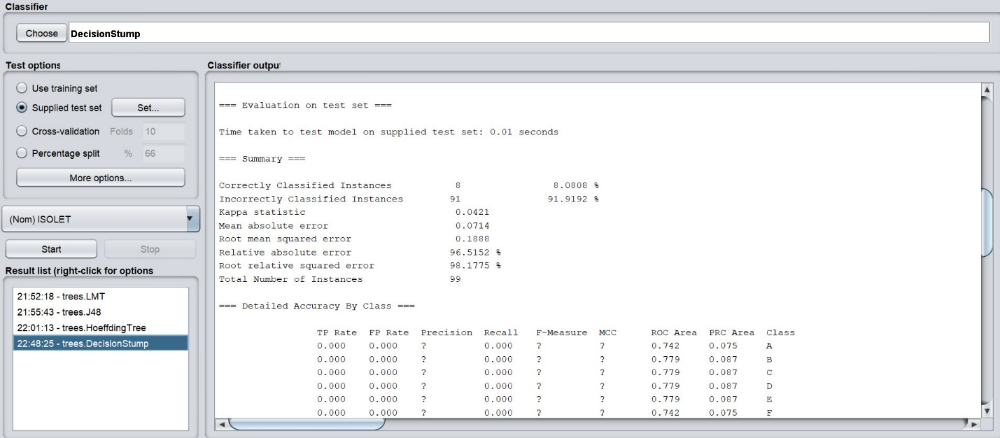 Classifier
Choose DecisionStump
Test options
Use training set
Supplied test set Set...
Cross-validation Folds 10
Percentage split % 66
More options...
(Nom) ISOLET
Start Stop
Result list (right-click for options
21:52:18 - trees.LMT
21:55:43 - trees.J48
22:01:13 - trees.HoeffdingTree
22:48:25 - trees.DecisionStump
Classifier output
=== Evaluation on test set ===
Time taken to test model on supplied test set: 0.01 seconds
=== Summary ===
Correctly Classified Instances 8 8.0808 %
Incorrectly Classified Instances 91 91.9192 %
Kappa statistic 0.0421
Mean absolute error 0.0714
Root mean squared error 0.1888
Relative absolute error 96.5152 %
Root relative squared error 98.1775 %
Total Number of Instances 99
=== Detailed Accuracy By Class ===
TP Rate FP Rate Precision Recall F-Measure MCC ROC Area PRC Area Class
0.000 0.000 ? 0.000 ? ? 0.742 0.075 A
0.000 0.000 ? 0.000 ? ? 0.779 0.087 B
0.000 0.000 ? 0.000 ? ? 0.779 0.087 C
0.000 0.000 ? 0.000 ? ? 0.779 0.087 D
0.000 0.000 ? 0.000 ? ? 0.779 0.087 E
0.000 0.000 ? 0.000 ? ? 0.742 0.075 F